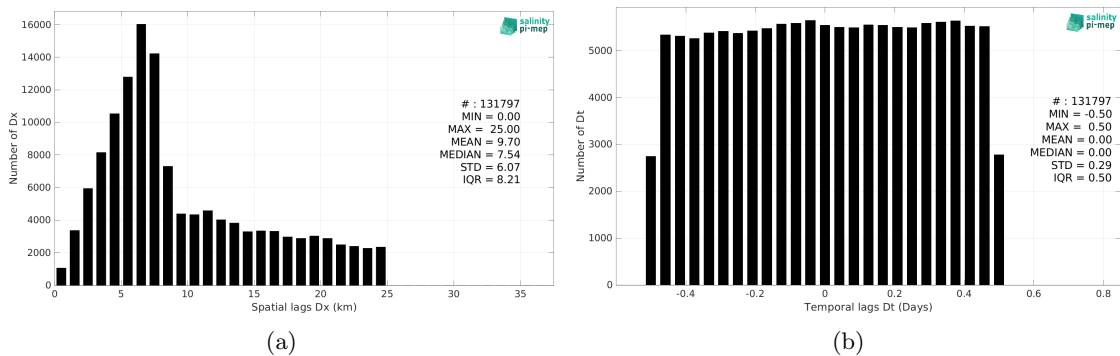 16000
14000
12000
10000
8000
6000
4000
2000
0
Number of Dx
salinity
pi-mep
# : 131797
MIN = 0.00
MAX = 25.00
MEAN = 9.70
MEDIAN = 7.54
STD = 6.07
IQR = 8.21
0 5 10 15 20 25 30 35
Spatial lags Dx (km)
(a)
5000
4000
3000
2000
1000
0
Number of Dt
salinity
pi-mep
# : 131797
MIN = -0.50
MAX = 0.50
MEAN = 0.00
MEDIAN = 0.00
STD = 0.29
IQR = 0.50
-0.4 -0.2 0 0.2 0.4 0.6 0.8
Temporal lags Dt (Days)
(b)